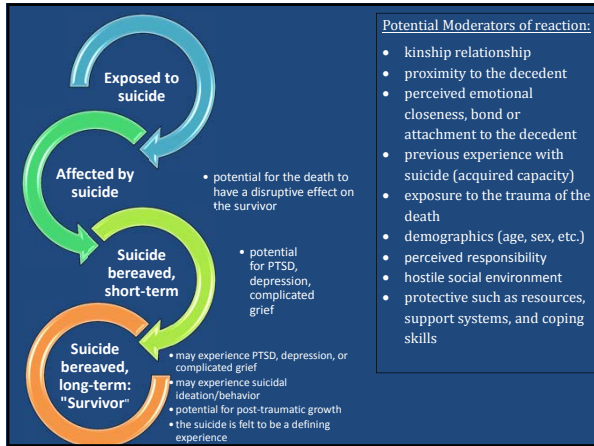 Exposed to
suicide
Affected by
suicide
• potential for the death to
have a disruptive effect on
the survivor
Suicide
bereaved,
short-term
• potential
for PTSD,
depression,
complicated
grief
Suicide
bereaved,
long-term:
"Survivor"
• may experience PTSD, depression, or
complicated grief
• may experience suicidal
ideation/behavior
• potential for post-traumatic growth
• the suicide is felt to be a defining
experience
Potential Moderators of reaction:
• kinship relationship
• proximity to the decedent
• perceived emotional
closeness, bond or
attachment to the decedent
• previous experience with
suicide (acquired capacity)
• exposure to the trauma of the
death
• demographics (age, sex, etc.)
• perceived responsibility
• hostile social environment
• protective such as resources,
support systems, and coping
skills